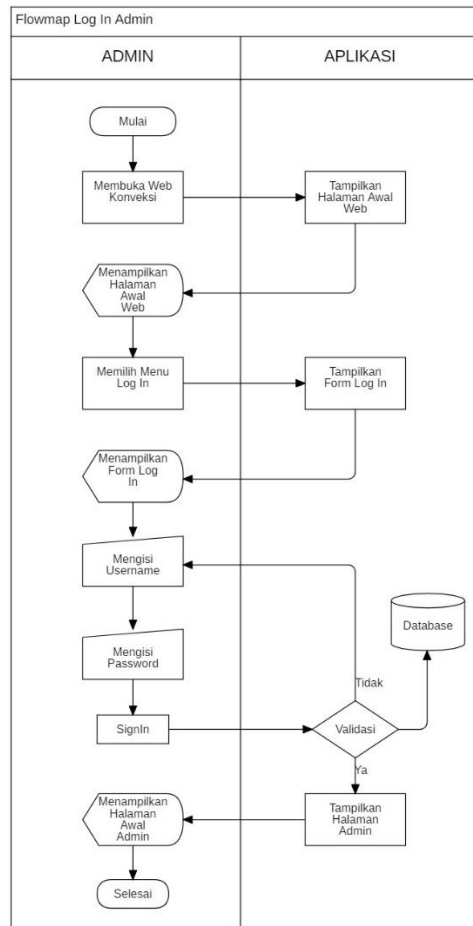 Flowmap Log In Admin
ADMIN
APLIKASI
Mulai
Membuka Web
Konveksi
Tampilkan
Halaman Awal
Web
Menampilkan
Halaman
Awal
Web
Memilih Menu
Log In
Tampilkan
Form Log In
Menampilkan
Form Log
In
Mengisi
Username
Database
Mengisi
Password
Tidak
SignIn
Validasi
Ya
Menampilkan
Halaman
Awal
Admin
Tampilkan
Halaman
Admin
Selesai